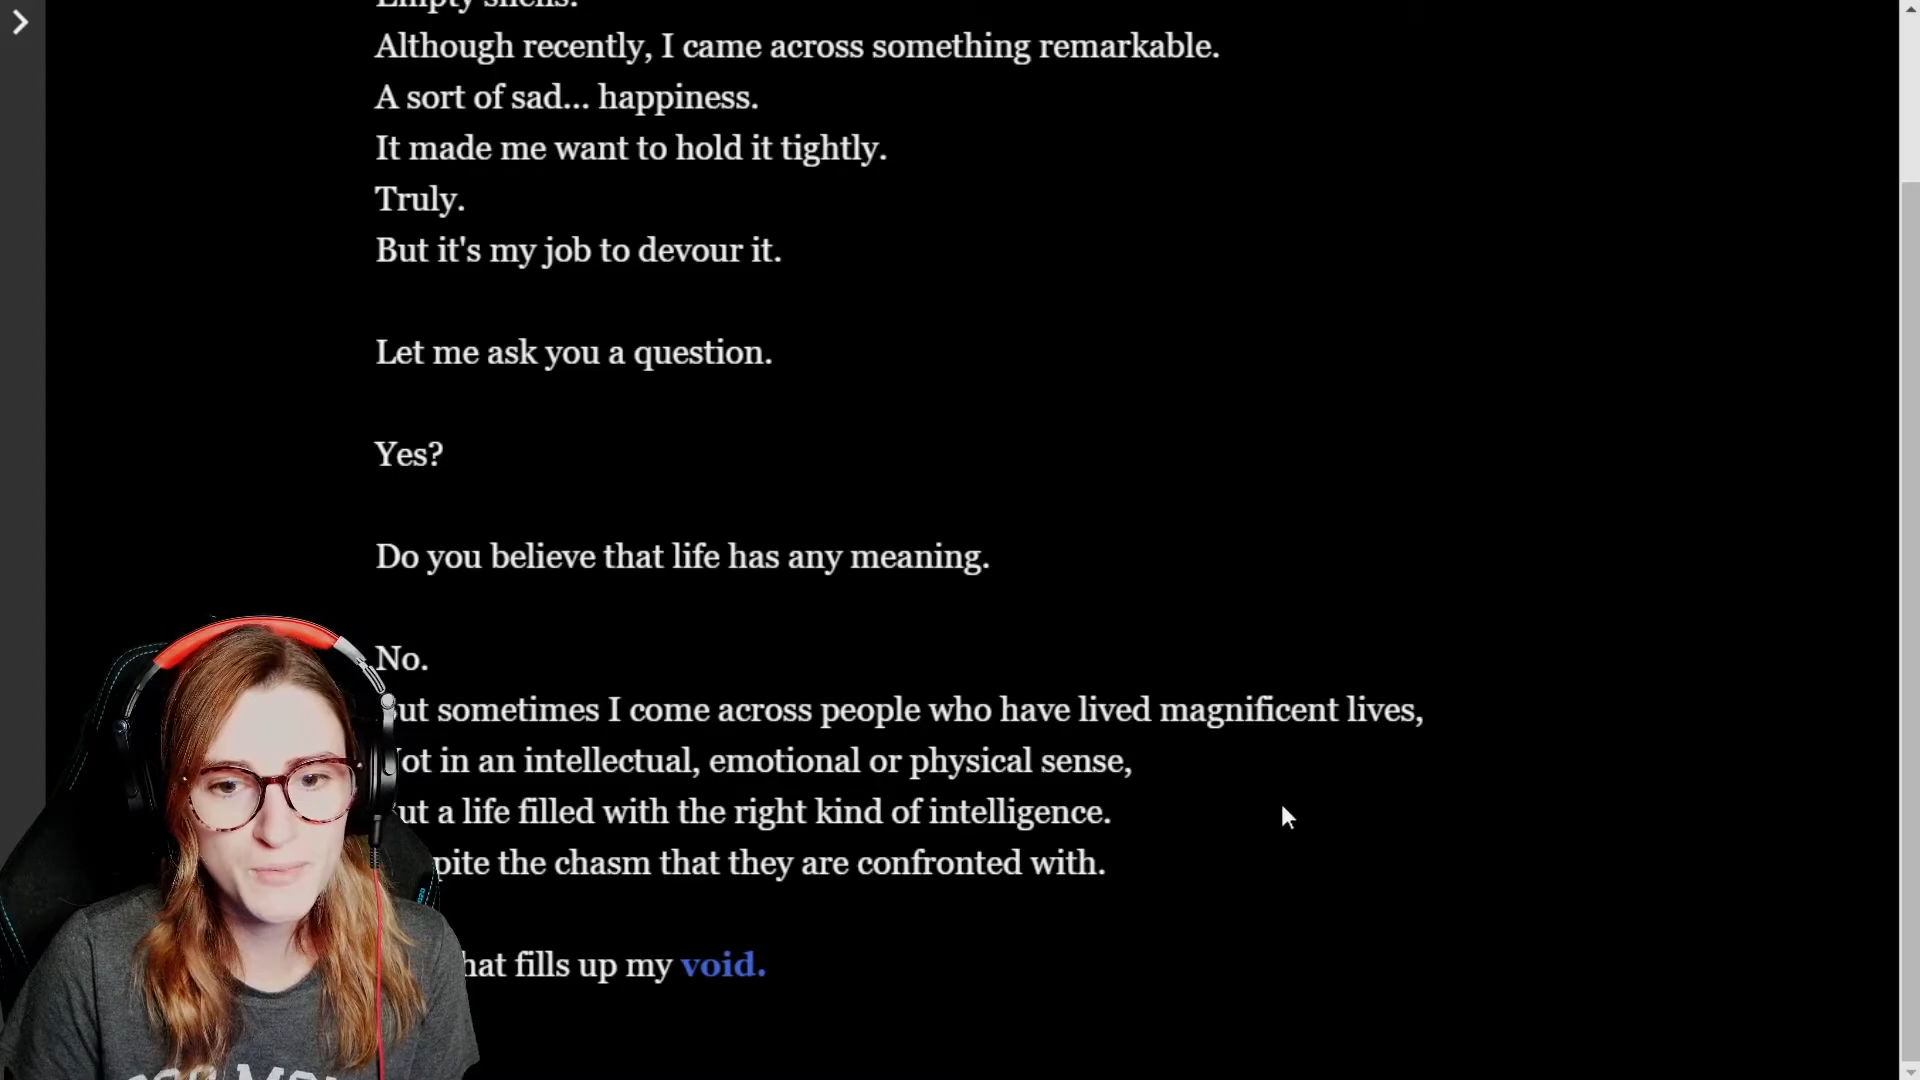 Empty shells.
Although recently, I came across something remarkable.
A sort of sad... happiness.
It made me want to hold it tightly.
Truly.
But it's my job to devour it.
Let me ask you a question.
Yes?
Do you believe that life has any meaning.
No.
ut sometimes I come across people who have lived magnificent lives,
ot in an intellectual, emotional or physical sense,
ut a life filled with the right kind of intelligence.
pite the chasm that they are confronted with.
hat fills up my void.